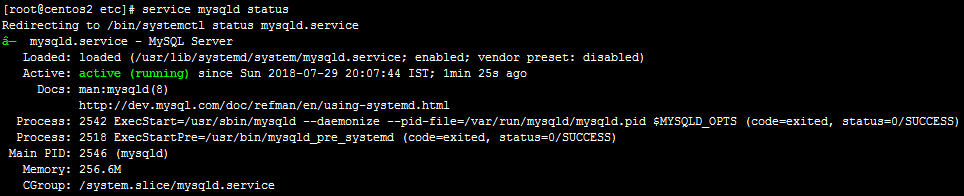 [root@centos2 etc]# service mysqld status
Redirecting to /bin/systemctl status mysqld.service
â— mysqld.service - MySQL Server
Loaded: loaded (/usr/lib/systemd/system/mysqld.service; enabled; vendor preset: disabled)
Active: active (running) since Sun 2018-07-29 20:07:44 IST; 1min 25s ago
Docs: man:mysqld(8)
http://dev.mysql.com/doc/refman/en/using-systemd.html
Process: 2542 ExecStart=/usr/sbin/mysqld --daemonize --pid-file=/var/run/mysqld/mysqld.pid $MYSQLD_OPTS (code=exited, status=0/SUCCESS)
Process: 2518 ExecStartPre=/usr/bin/mysqld_pre_systemd (code=exited, status=0/SUCCESS)
Main PID: 2546 (mysqld)
Memory: 256.6M
CGroup: /system.slice/mysqld.service